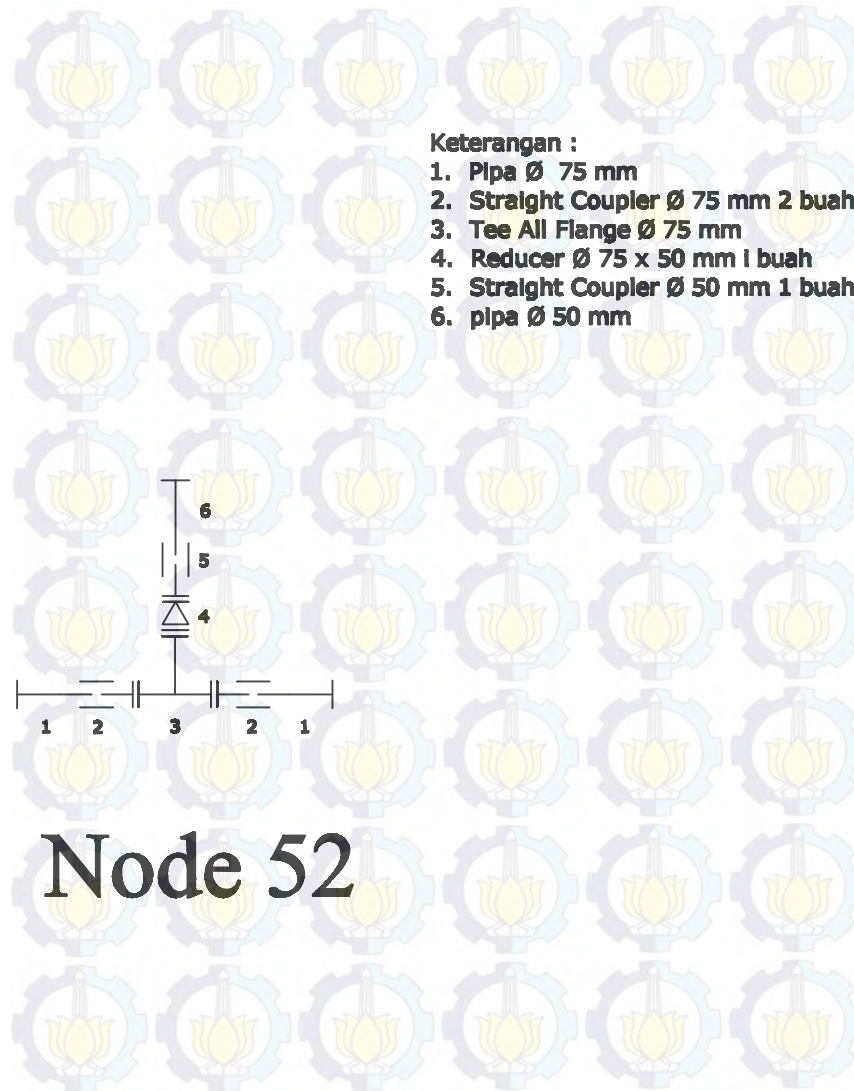 Keterangan :
1. Pipa Ø 75 mm
2. Straight Coupler Ø 75 mm 2 buah
3. Tee All Flange Ø 75 mm
4. Reducer Ø 75 x 50 mm i buah
5. Straight Coupler Ø 50 mm 1 buah
6. pipa Ø 50 mm
6
5
4
1 2 3 2 1
Node 52